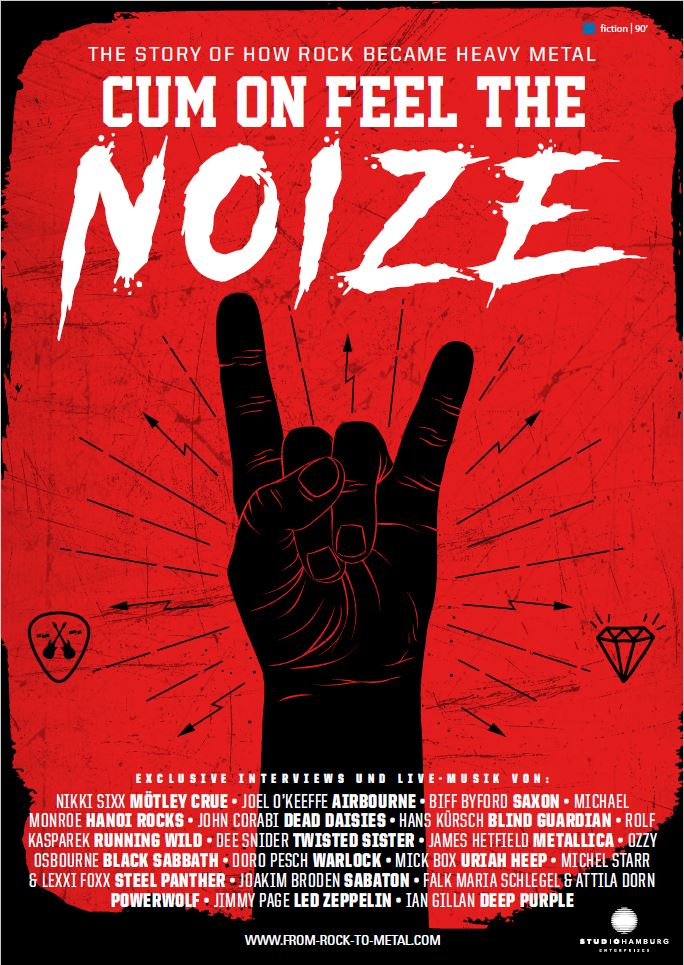 fiction | 90'
THE STORY OF HOW ROCK BECAME HEAVY METAL
CUM ON FEEL THE
NOIZE
EXCLUSIVE INTERVIEWS UND LIVE-MUSIK VON:
NIKKI SIXX MÖTLEY CRUE • JOEL O'KEEFFE AIRBOURNE • BIFF BYFORD SAXON • MICHAEL
MONROE HANOI ROCKS • JOHN CORABI DEAD DAISIES • HANS KÜRSCH BLIND GUARDIAN • ROLF
KASPAREK RUNNING WILD • DEE SNIDER TWISTED SISTER • JAMES HETFIELD METALLICA • OZZY
OSBOURNE BLACK SABBATH • DORO PESCH WARLOCK • MICK BOX URIAH HEEP • MICHEL STARR
& LEXXI FOXX STEEL PANTHER • JOAKIM BRODEN SABATON • FALK MARIA SCHLEGEL & ATTILA DORN
POWERWOLF • JIMMY PAGE LED ZEPPELIN • IAN GILLAN DEEP PURPLE
WWW.FROM-ROCK-TO-METAL.COM
STUDIOHAMBURG
ENTERPRISES